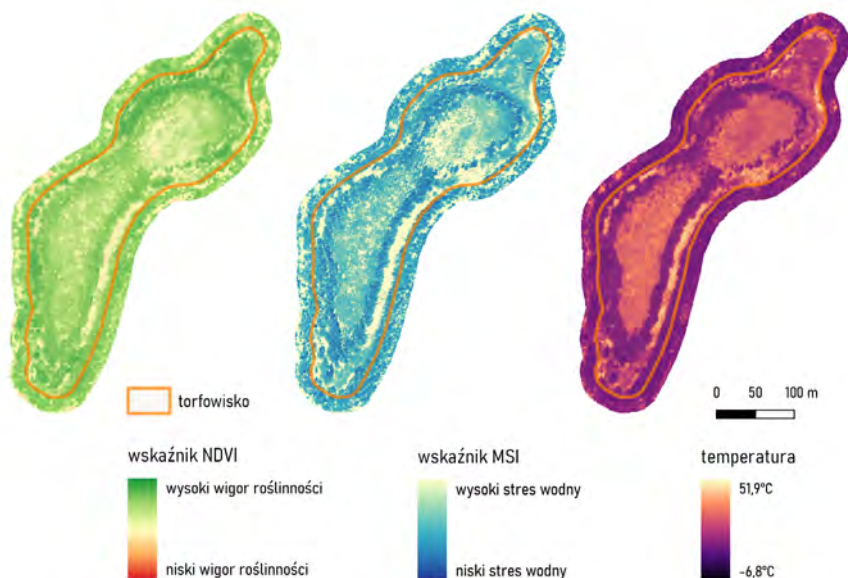 torfowisko
0 50 100 m
wskaźnik NDVI
wysoki wigor roślinności
niski wigor roślinności
wskaźnik MSI
wysoki stres wodny
niski stres wodny
temperatura
51,9°C
-6,8°C